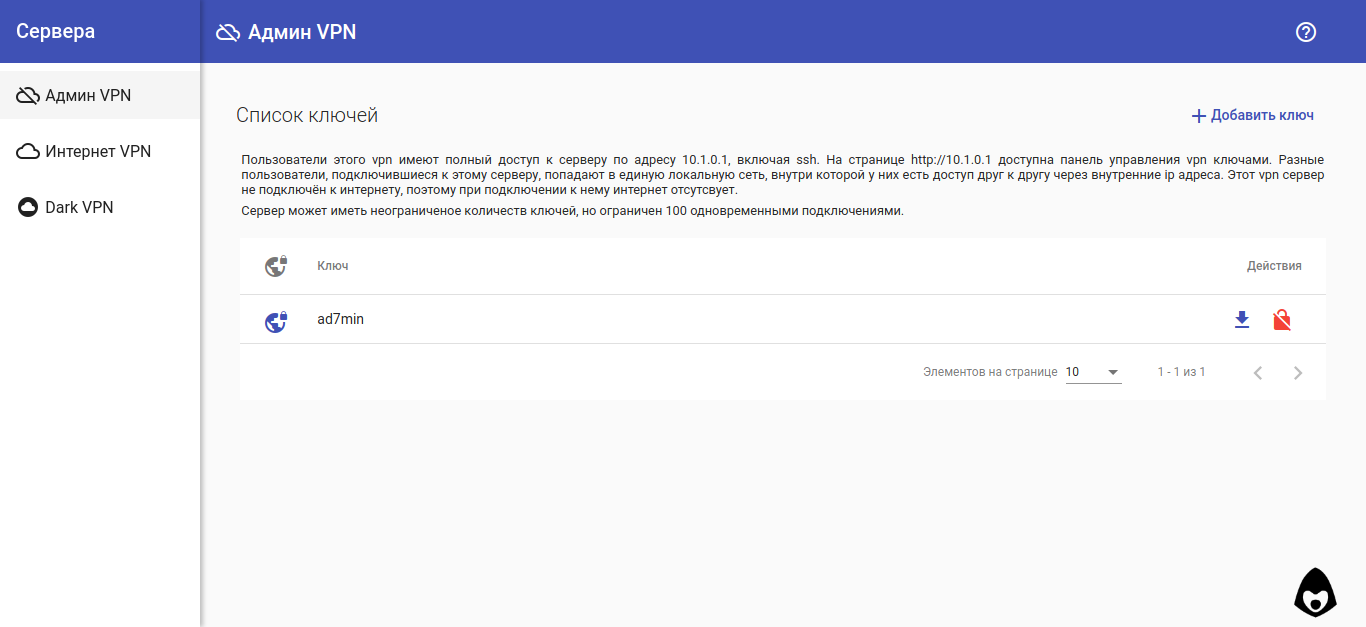 Сервера
Админ VPN
Админ VPN
Интернет VPN
Dark VPN
Список ключей
Добавить ключ
Пользователи этого vpn имеют полный доступ к серверу по адресу 10.1.0.1, включая ssh. На странице http://10.1.0.1 доступна панель управления vpn ключами. Разные
пользователи, подключившиеся к этому серверу, попадают в единую локальную сеть, внутри которой у них есть доступ друг к другу через внутренние ip адреса. Этот vpn сервер
не подключён к интернету, поэтому при подключении к нему интернет отсутсвует.
Сервер может иметь неограниченое количеств ключей, но ограничен 100 одновременными подключениями.
Ключ
Действия
ad7min
Элементов на странице 10
1 - 1 из 1